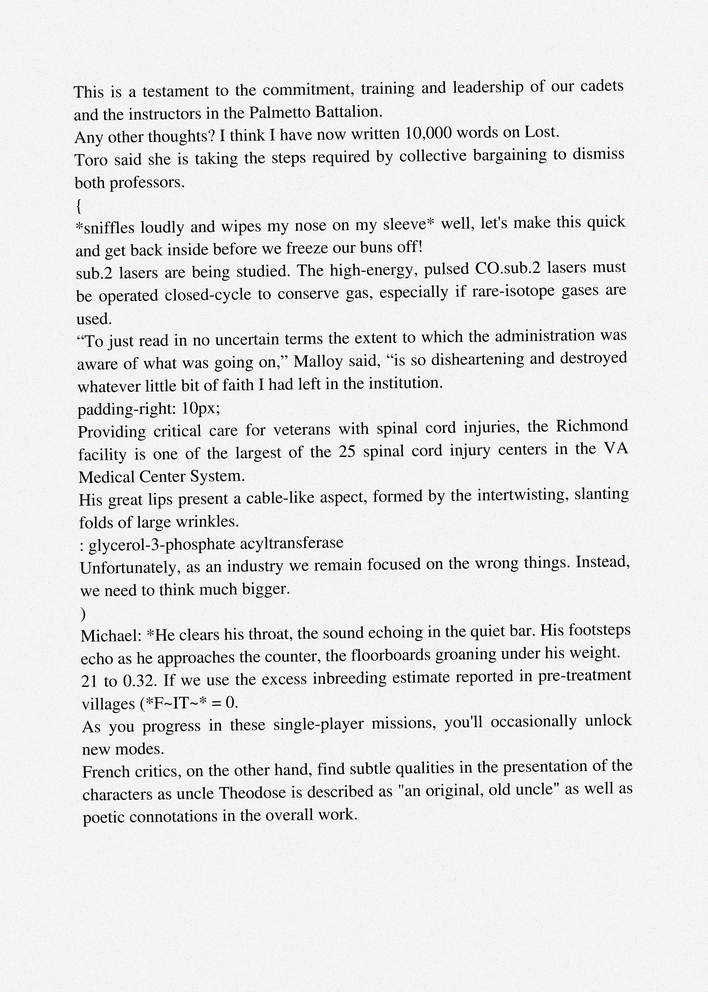 This is a testament to the commitment, training and leadership of our cadets
and the instructors in the Palmetto Battalion.
Any other thoughts? I think I have now written 10,000 words on Lost.
Toro said she is taking the steps required by collective bargaining to dismiss
both professors.
{
*sniffles loudly and wipes my nose on my sleeve* well, let's make this quick
and get back inside before we freeze our buns off!
sub.2 lasers are being studied. The high-energy, pulsed CO.sub.2 lasers must
be operated closed-cycle to conserve gas, especially if rare-isotope gases are
used.
“To just read in no uncertain terms the extent to which the administration was
aware of what was going on,” Malloy said, “is so disheartening and destroyed
whatever little bit of faith I had left in the institution.
padding-right: 10px;
Providing critical care for veterans with spinal cord injuries, the Richmond
facility is one of the largest of the 25 spinal cord injury centers in the VA
Medical Center System.
His great lips present a cable-like aspect, formed by the intertwisting, slanting
folds of large wrinkles.
: glycerol-3-phosphate acyltransferase
Unfortunately, as an industry we remain focused on the wrong things. Instead,
we need to think much bigger.
)
Michael: *He clears his throat, the sound echoing in the quiet bar. His footsteps
echo as he approaches the counter, the floorboards groaning under his weight.
21 to 0.32. If we use the excess inbreeding estimate reported in pre-treatment
villages (*F~IT~* = 0.
As you progress in these single-player missions, you'll occasionally unlock
new modes.
French critics, on the other hand, find subtle qualities in the presentation of the
characters as uncle Theodose is described as "an original, old uncle" as well as
poetic connotations in the overall work.